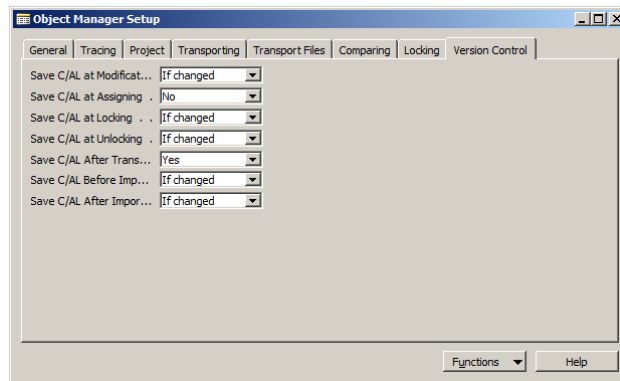 Object Manager Setup
General Tracing Project Transporting Transport Files Comparing Locking Version Control
Save C/AL at Modificat... If changed
Save C/AL at Assigning . No
Save C/AL at Locking . . If changed
Save C/AL at Unlocking . If changed
Save C/AL After Trans... Yes
Save C/AL Before Imp... If changed
Save C/AL After Impor... If changed
Functions Help